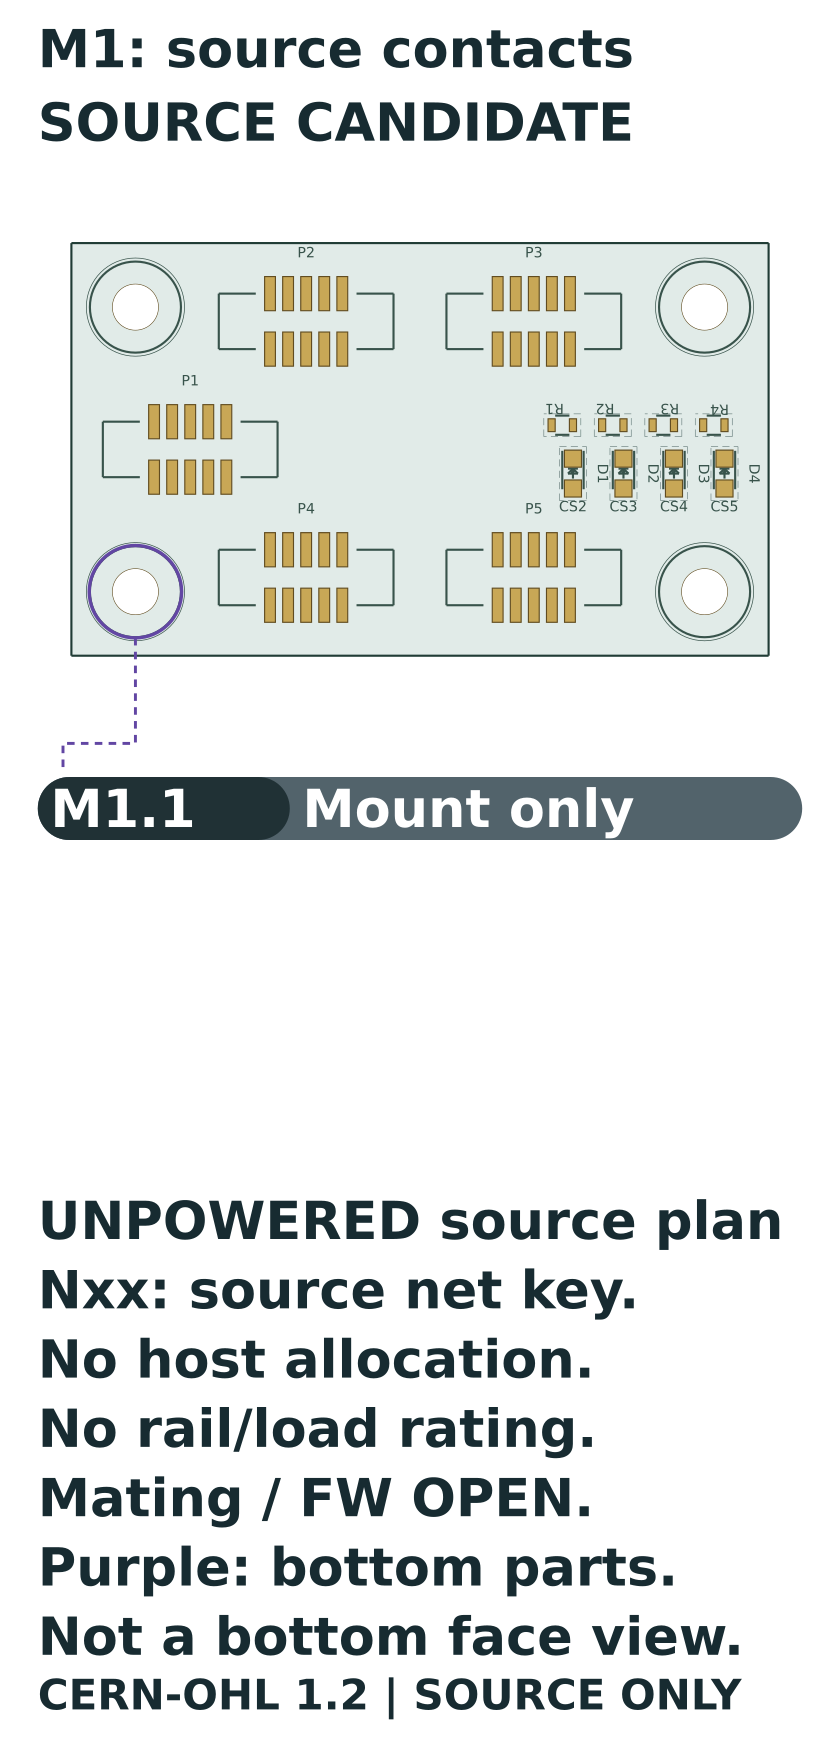 M1: source contacts
SOURCE CANDIDATE
P2 P3
P1
R1 R2 R3 R4
D1 D2 D3 D4
P4 P5 CS2 CS3 CS4 CS5
M1.1 Mount only
UNPOWERED source plan
Nxx: source net key.
No host allocation.
No rail/load rating.
Mating / FW OPEN.
Purple: bottom parts.
Not a bottom face view.
CERN-OHL 1.2 | SOURCE ONLY